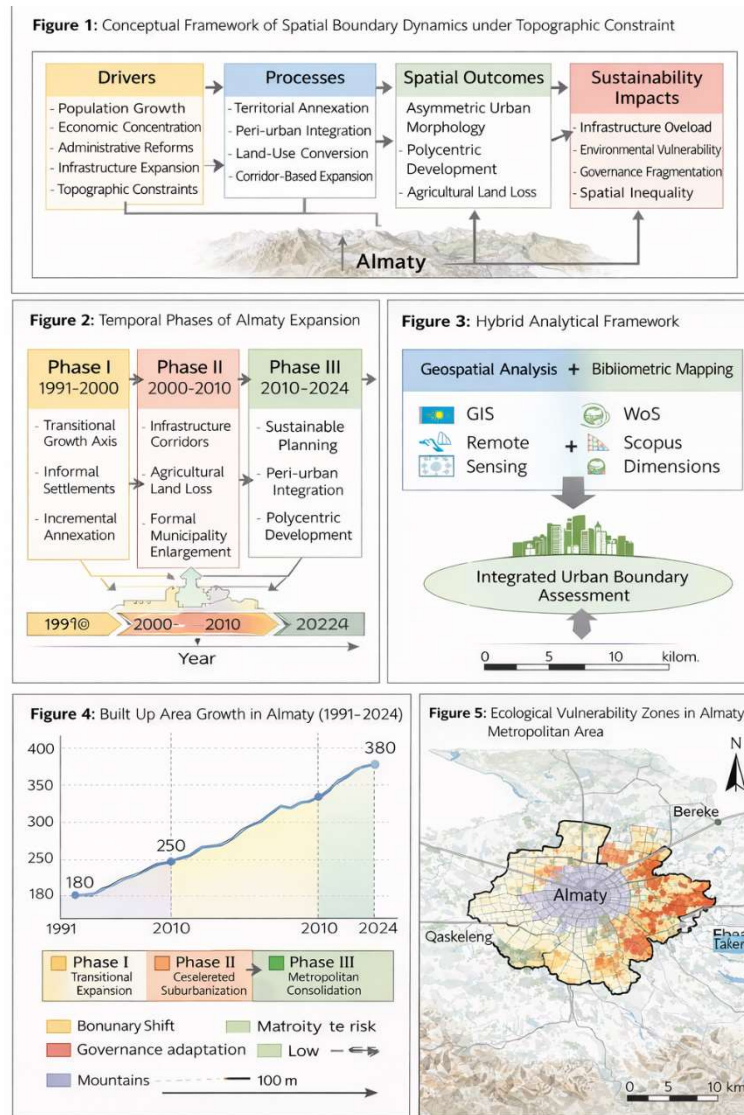 Figure 1: Conceptual Framework of Spatial Boundary Dynamics under Topographic Constraint
Drivers
- Population Growth
- Economic Concentration
- Administrative Reforms
- Infrastructure Expansion
- Topographic Constraints
Processes
- Territorial Annexation
- Peri-urban Integration
- Land-Use Conversion
- Corridor-Based Expansion
Spatial Outcomes
Asymmetric Urban
Morphology
- Polycentric
Development
- Agricultural Land Loss
Sustainability
Impacts
- Infrastructure Oveload
- Environmental Vulnerability
- Governance Fragmentation
- Spatial Inequality
Almaty
Figure 2: Temporal Phases of Almaty Expansion
Phase I
1991-2000
- Transitional
Growth Axis
- Informal
Settlements
- Incremental
Annexation
Phase II
2000-2010
- Infrastructure
Corridors
- Agricultural
Land Loss
- Formal
Municipality
Enlargement
Phase III
2010-2024
- Sustainable
Planning
- Peri-urban
Integration
- Polycentric
Development
2000-
2010
20224
Year
Figure 3: Hybrid Analytical Framework
Geospatial Analysis + Bibiiometric Mapping
GIS
Remote
Sensing
+
WoS
Scopus
Dimensions
Integrated Urban Boundary
Assessment
0 5 10 kilom.
Figure 4: Built Up Area Growth in Almaty (1991-2024)
400
350
300
250
180
180
250
380
1991
2010
2010
2024
Phase I
Transitional
Expansion
Phase II
Ceselereted
Suburbanization
Phase III
Metropolitan
Consolidation
Bonunary Shift
Governance adaptation
Mountains
Matroity te risk
Low
100 m
Figure 5: Ecological Vulnerability Zones in Almaty
Metropolitan Area
N
Bereke
Almaty
Qaskeleng
Taken
0 5 10 km